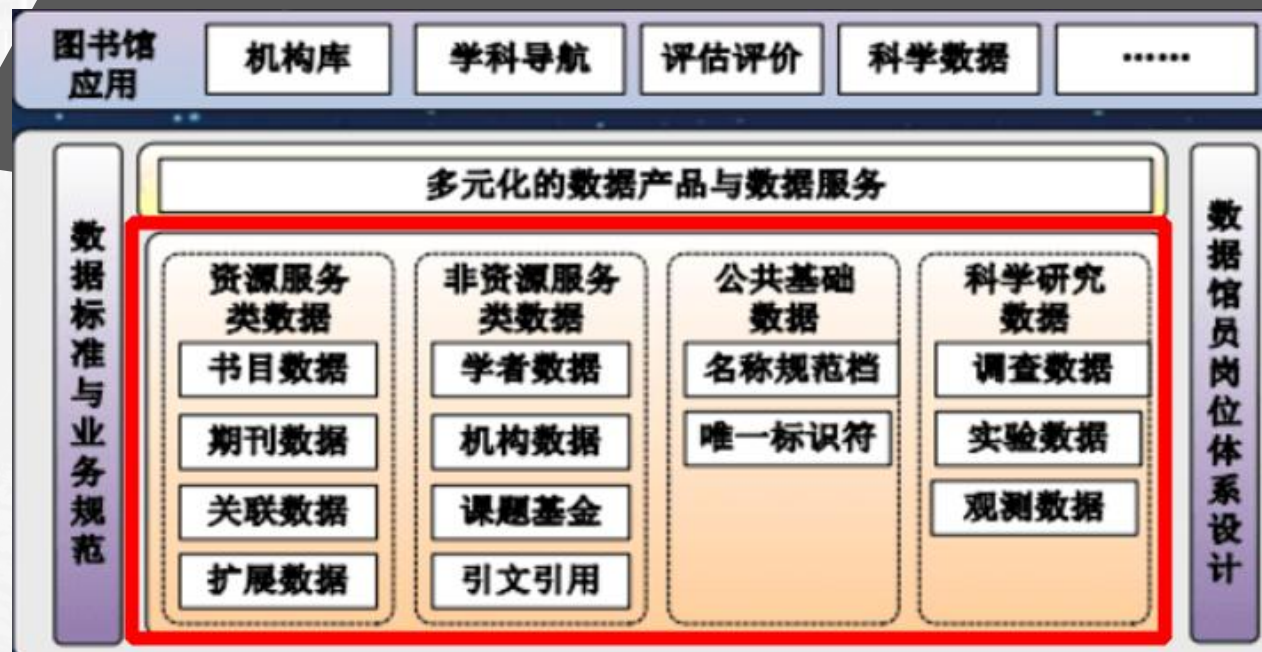 图书馆
应用
机构库
学科导航
评估评价
科学数据
······
数据标准与业务规范
多元化的数据产品与数据服务
资源服务
类数据
书目数据
期刊数据
关联数据
扩展数据
非资源服务
类数据
学者数据
机构数据
课题基金
引文引用
公共基础
数据
名称规范档
唯一标识符
科学研究
数据
调查数据
实验数据
观测数据
数据馆员岗位体系设计